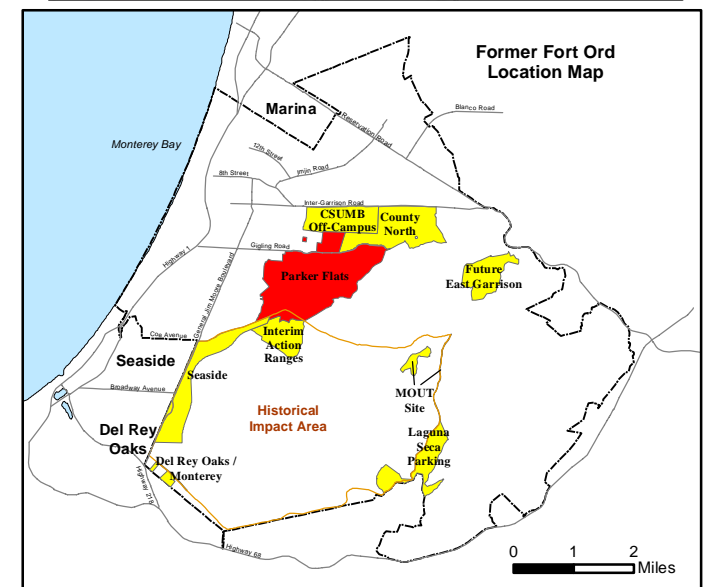 Former Fort Ord
Location Map
Marina
Blanco Road
Reservation Road
Monterey Bay
12th Street
Imjin Road
8th Street
Inter-Garrison Road
CSUMB
Off-Campus
County
North
Gigling Road
Highway 1
Parker Flats
Future
East Garrison
General Jim Moore Boulevard
Coe Avenue
Interim
Action
Ranges
Seaside
Seaside
MOUT
Site
Broadway Avenue
Historical
Impact Area
Del Rey
Oaks
Laguna
Seca
Parking
Del Rey Oaks /
Monterey
Highway 218
Highway 68
0 1 2
Miles